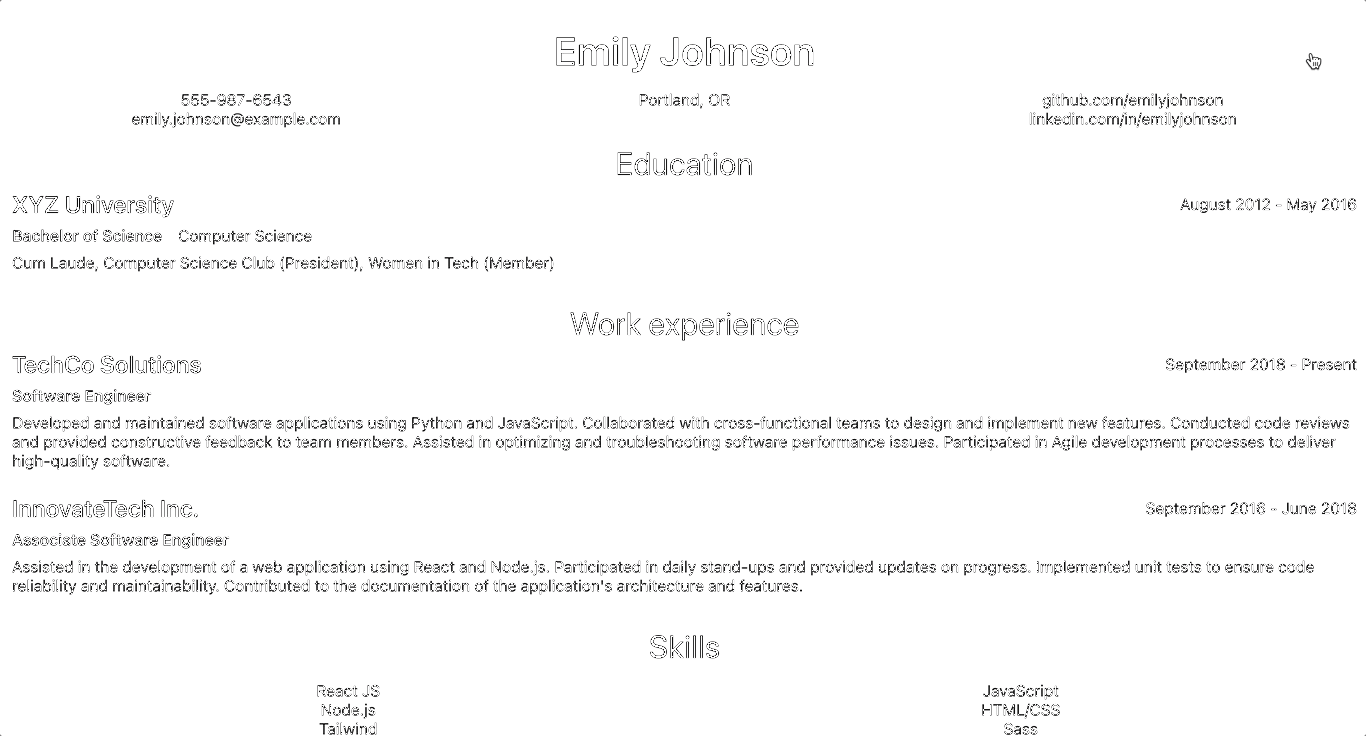 Emily Johnson
555-987-6543
emily.johnson@example.com
Portland, OR
github.com/emilyjohnson
linkedin.com/in/emilyjohnson
Education
XYZ University August 2012 - May 2016
Bachelor of Science Computer Science
Cum Laude, Computer Science Club (President), Women in Tech (Member)
Work experience
TechCo Solutions September 2018 - Present
Software Engineer
Developed and maintained software applications using Python and JavaScript. Collaborated with cross-functional teams to design and implement new features. Conducted code reviews
and provided constructive feedback to team members. Assisted in optimizing and troubleshooting software performance issues. Participated in Agile development processes to deliver
high-quality software.
InnovateTech Inc. September 2016 - June 2018
Associate Software Engineer
Assisted in the development of a web application using React and Node.js. Participated in daily stand-ups and provided updates on progress. Implemented unit tests to ensure code
reliability and maintainability. Contributed to the documentation of the application's architecture and features.
Skills
React JS
Node.js
Tailwind
JavaScript
HTML/CSS
Sass